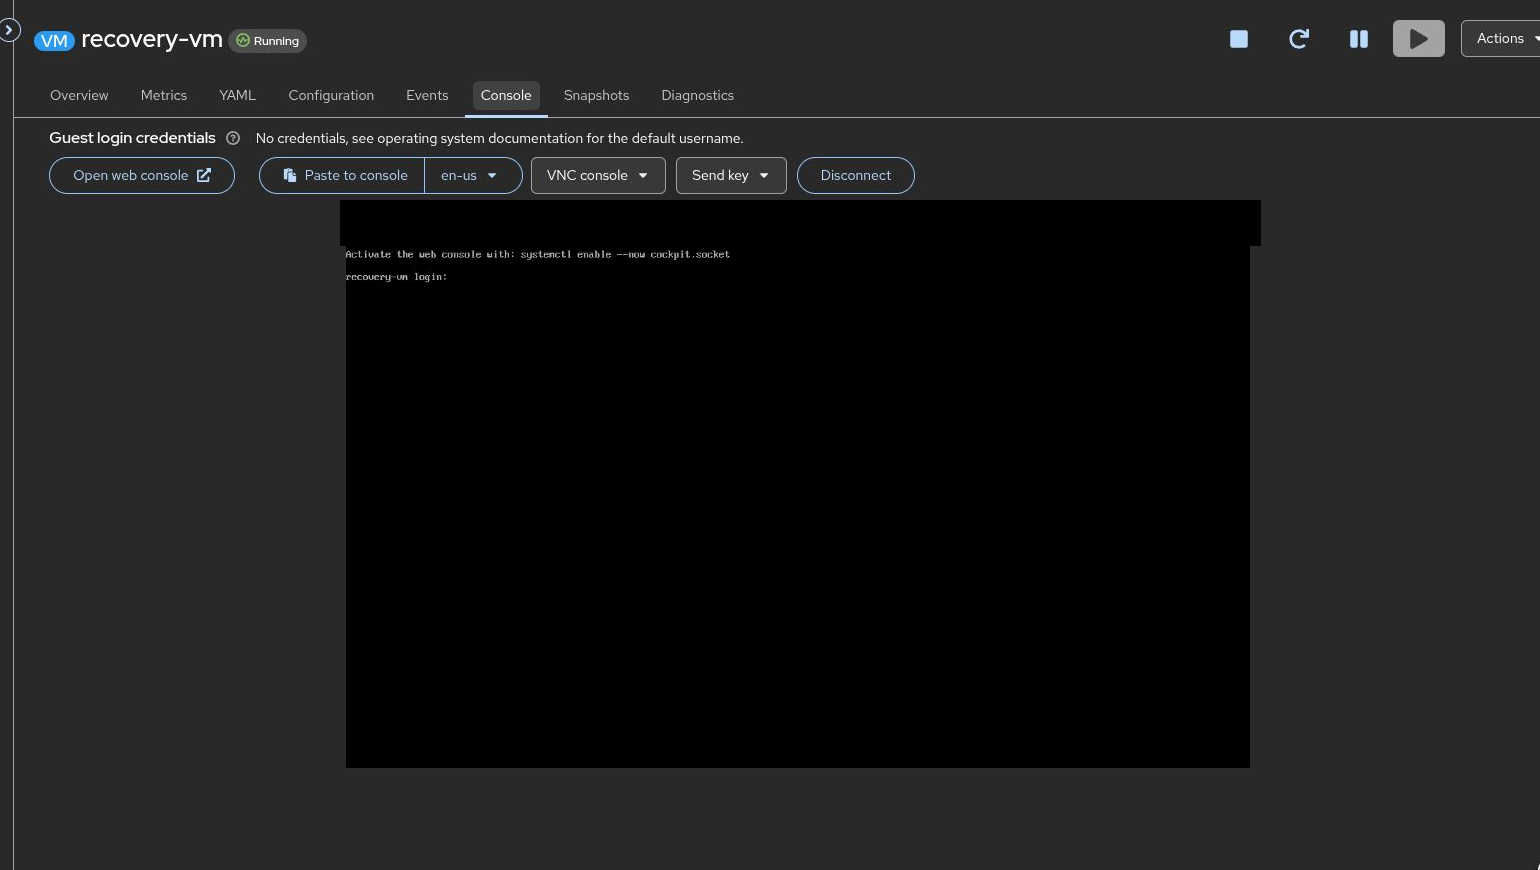 VM recovery-vm Running Actions
Overview Metrics YAML Configuration Events Console Snapshots Diagnostics
Guest login credentials No credentials, see operating system documentation for the default username.
Open web console Paste to console en-us VNC console Send key Disconnect
Activate the web console with: systemctl enable --now cockpit.socket
recovery-vm login: